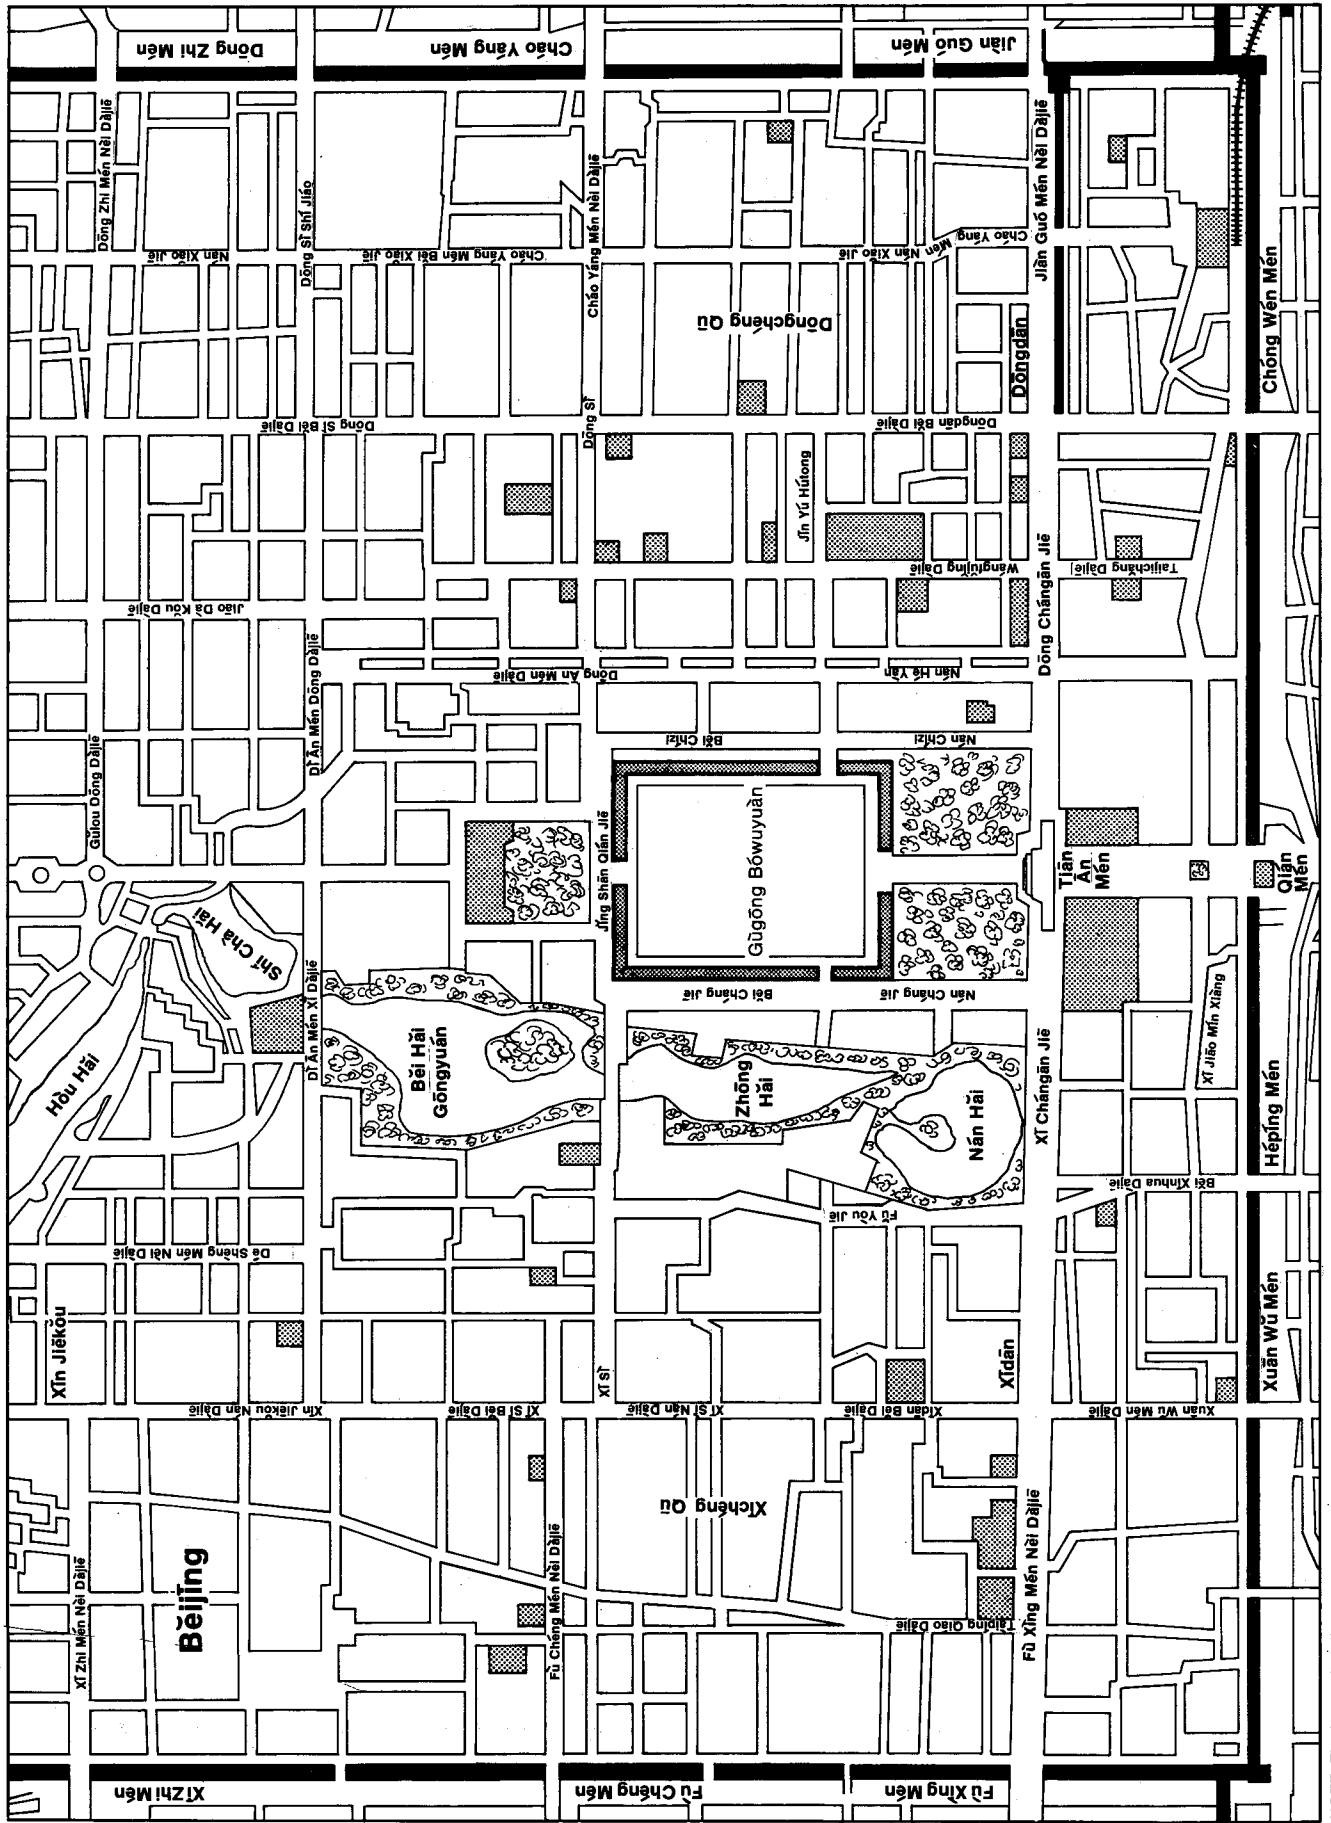 Dōng Zhí Mén
Cháo Yáng Mén
Jiàn Guó Mén
Dōng Zhí Mén Nèi Dàjiē
Dōng Sì Shí Jiáo
Cháo Yáng Mén Nèi Dàjiē
Jiàn Guó Mén Nèi Dàjiē
Nán Xiǎo Jiē
Cháo Yáng Mén Běi Xiǎo Jiē
Cháo Yáng
Mén Nán Xiǎo Jiē
Dōngchéng Qū
Dōngdān
Chóng Wén Mén
Dōng Sì Běi Dàjiē
Dōng Sì
Dōngdān Běi Dàjiē
Jīn Yú Hútong
Wángfǔjǐng Dàjiē
Dōng Chángān Jiē
Táijīchǎng Dàjiē
Jiāo Dà Kǒu Dàjiē
Dì Ān Mén Dōng Dàjiē
Dōng Ān Mén Dàjiē
Nán Hé Yàn
Běi Chízi
Nán Chízi
Gǔlou Dōng Dàjiē
Jǐng Shān Qián Jiē
Gùgōng Bówuyuàn
Tiān
Ān
Mén
Qián
Mén
Shí Chà Hǎi
Hòu Hǎi
Dì Ān Mén Xī Dàjiē
Běi Hǎi
Gōngyuán
Běi Cháng Jiē
Nán Cháng Jiē
Zhōng
Hǎi
Nán Hǎi
Xī Chángān Jiē
Xī Jiāo Mín Xiàng
Hépíng Mén
Běi Xīnhua Dàjiē
Fǔ Yòu Jiē
Dé Shèng Mén Nèi Dàjiē
Xīn Jiēkǒu
Xī Sì
Xīdān
Xuān Wǔ Mén
Xīn Jiēkǒu Nán Dàjiē
Xī Sì Běi Dàjiē
Xī Sì Nán Dàjiē
Xīdān Běi Dàjiē
Xuān Wǔ Mén Dàjiē
Xīchéng Qū
Běijīng
Xī Zhí Mén Nèi Dàjiē
Fù Chéng Mén Nèi Dàjiē
Tàipíng Qiáo Dàjiē
Fù Xīng Mén Nèi Dàjiē
Xī Zhí Mén
Fù Chéng Mén
Fù Xīng Mén